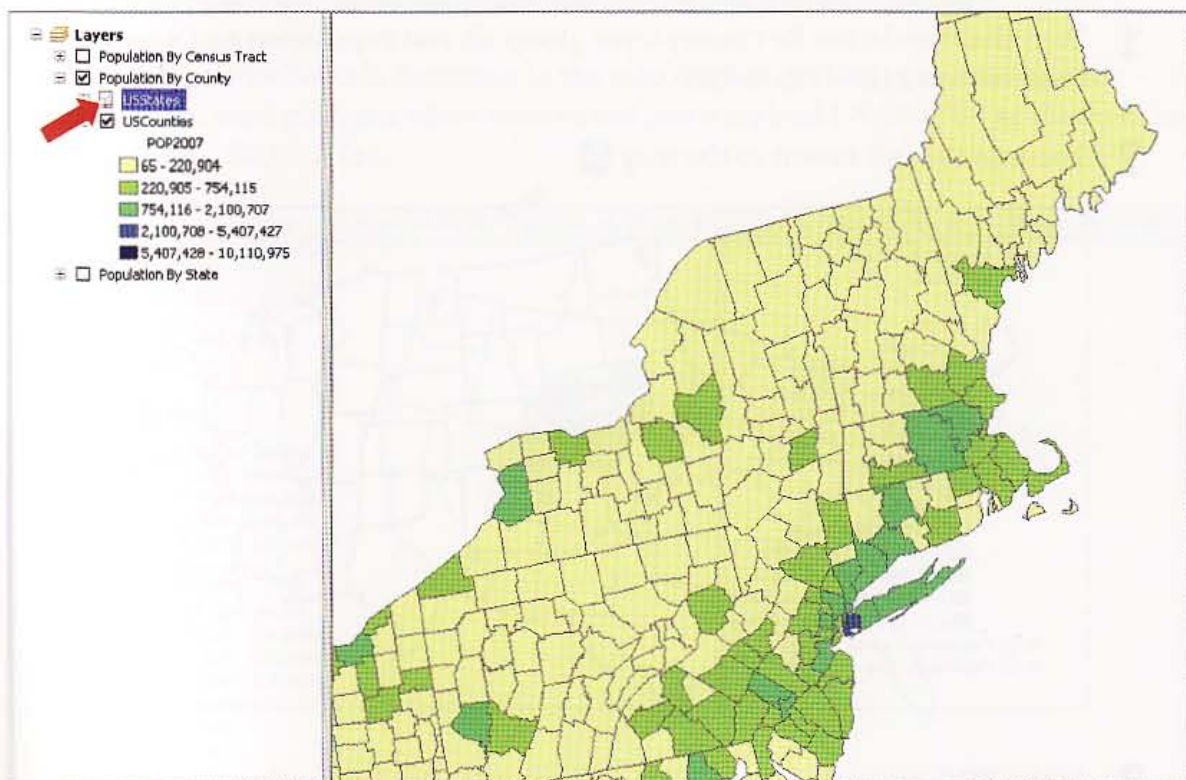 Layers
Population By Census Tract
Population By County
USStates
USCounties
POP2007
65 - 220,904
220,905 - 754,115
754,116 - 2,100,707
2,100,708 - 5,407,427
5,407,428 - 10,110,975
Population By State